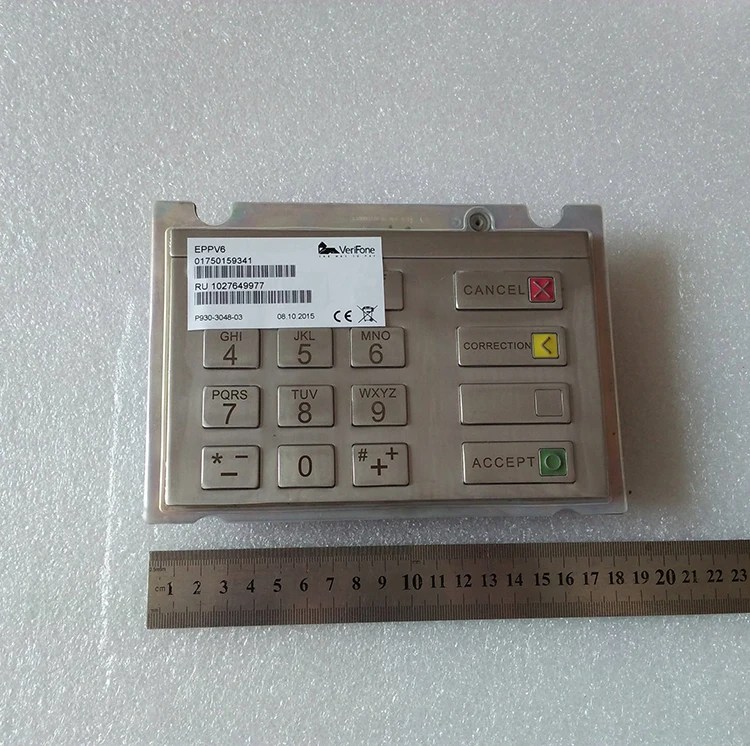 EPPV6
VeriFone
01750159341
RU 1027649977
P930-3048-03 08.10.2015 CE
CANCEL
GHI JKL MNO
4 5 6
CORRECTION <
PQRS TUV WXYZ
7 8 9
* _ – 0 # + +
ACCEPT
cm 1 2 3 4 5 6 7 8 9 10 11 12 13 14 15 16 17 18 19 20 21 22 23